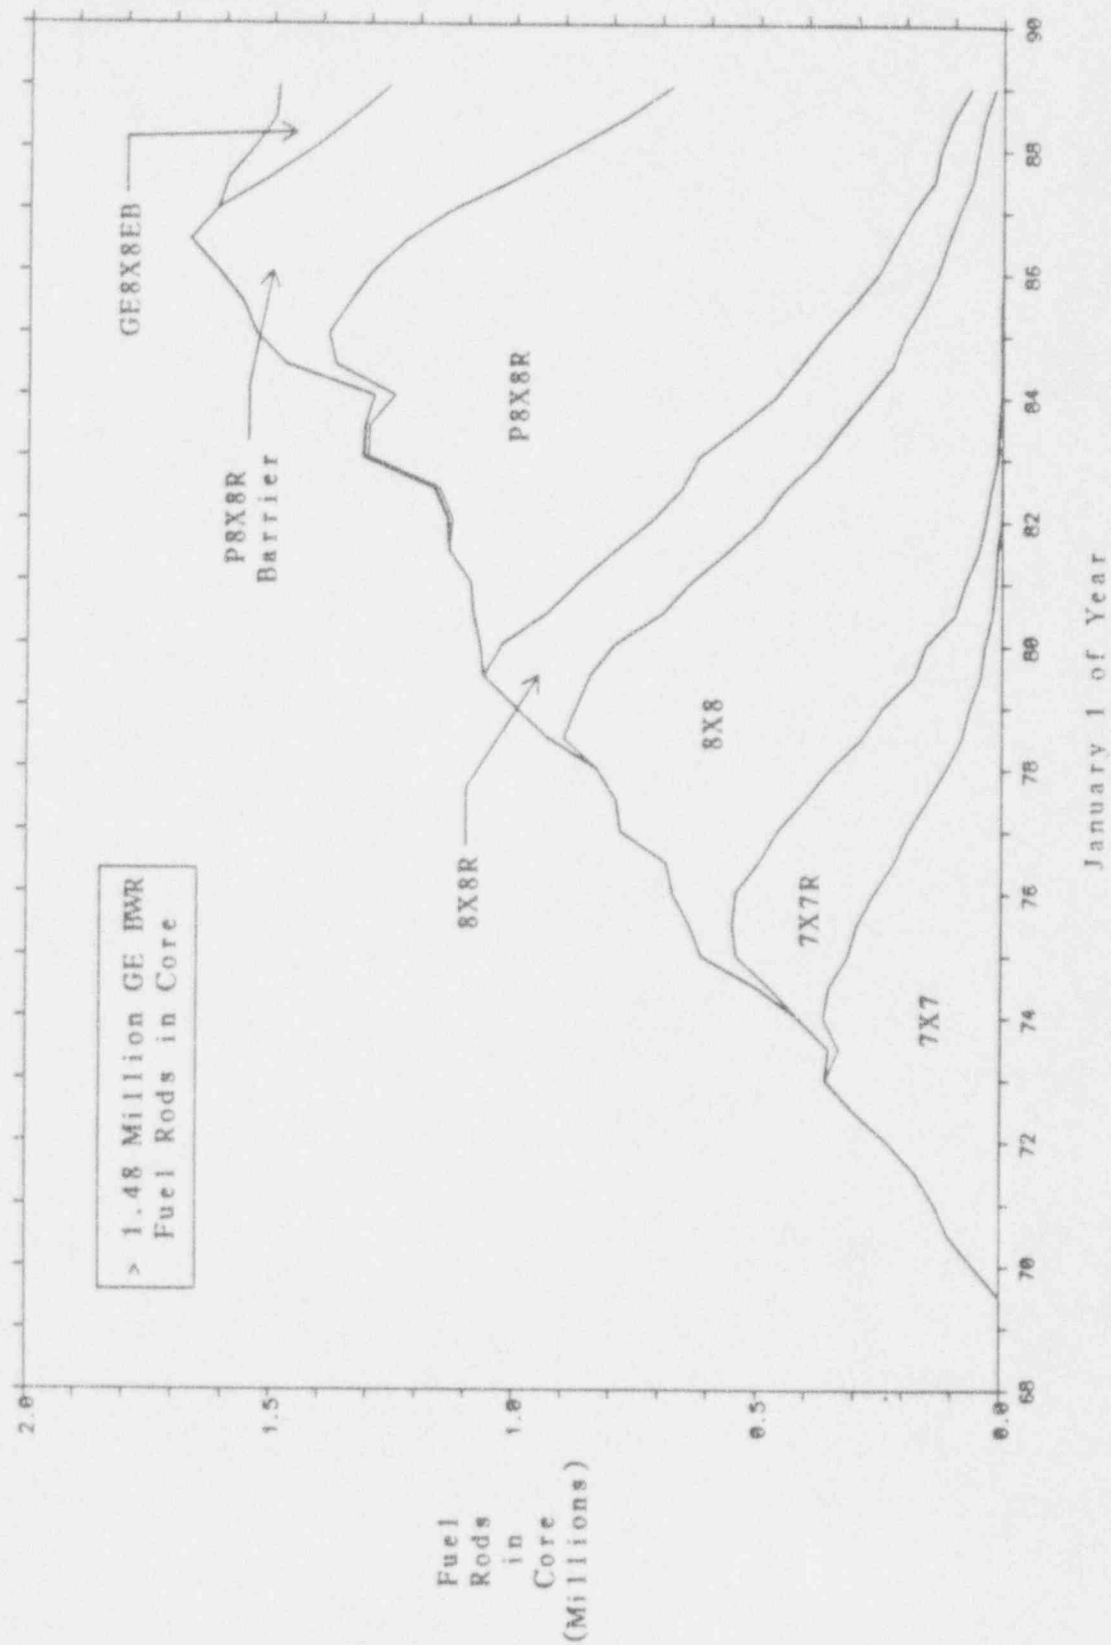 > 1.48 Million GE BWR
Fuel Rods in Core
GE8X8EB
P8X8R
Barrier
P8X8R
8X8R
8X8
7X7R
7X7
2.0
1.5
1.0
0.5
0.0
Fuel
Rods
in
Core
(Millions)
68
70
72
74
76
78
80
82
84
86
88
90
January 1 of Year